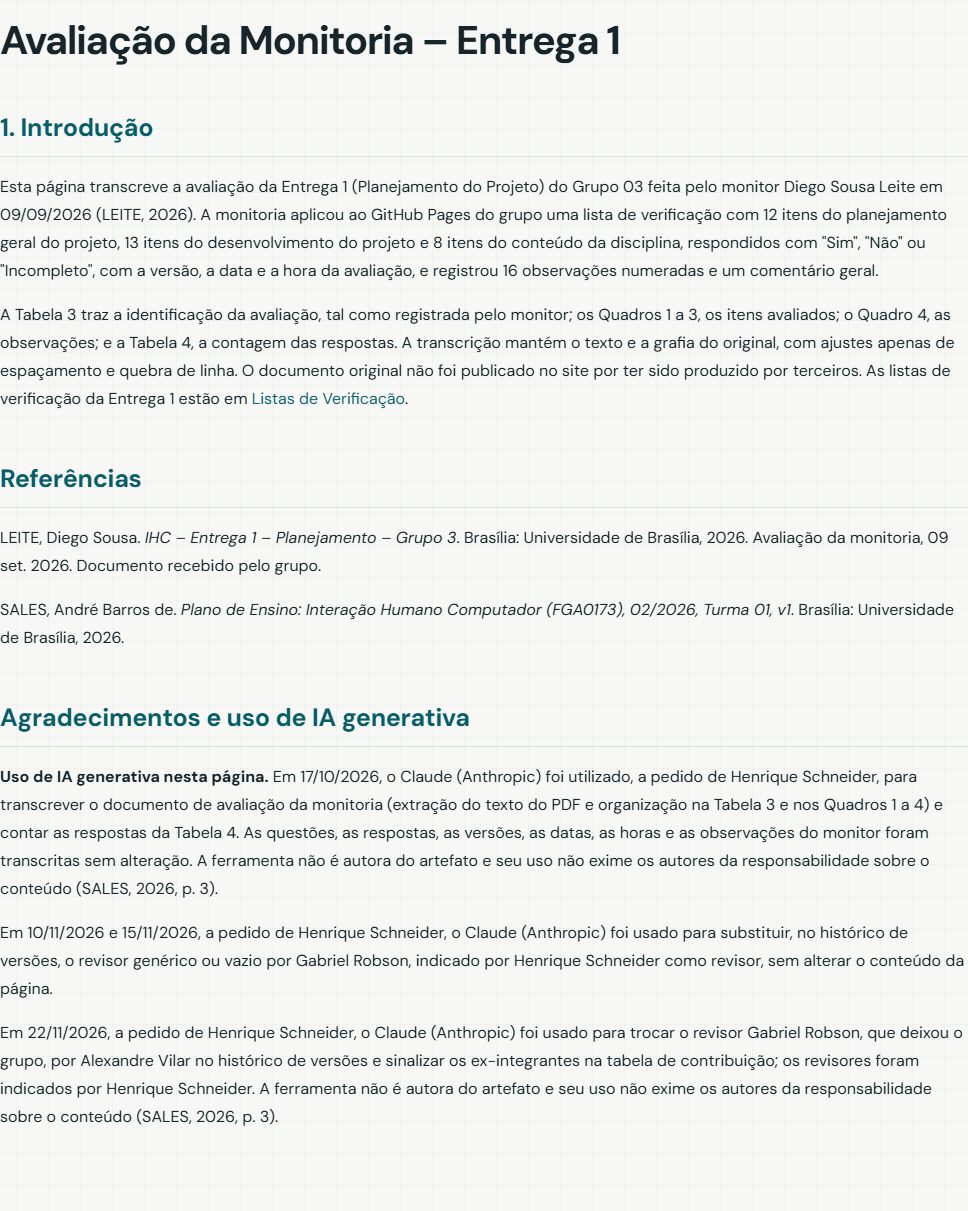 Avaliação da Monitoria – Entrega 1
1. Introdução
Esta página transcreve a avaliação da Entrega 1 (Planejamento do Projeto) do Grupo 03 feita pelo monitor Diego Sousa Leite em
09/09/2026 (LEITE, 2026). A monitoria aplicou ao GitHub Pages do grupo uma lista de verificação com 12 itens do planejamento
geral do projeto, 13 itens do desenvolvimento do projeto e 8 itens do conteúdo da disciplina, respondidos com "Sim", "Não" ou
"Incompleto", com a versão, a data e a hora da avaliação, e registrou 16 observações numeradas e um comentário geral.
A Tabela 3 traz a identificação da avaliação, tal como registrada pelo monitor; os Quadros 1 a 3, os itens avaliados; o Quadro 4, as
observações; e a Tabela 4, a contagem das respostas. A transcrição mantém o texto e a grafia do original, com ajustes apenas de
espaçamento e quebra de linha. O documento original não foi publicado no site por ter sido produzido por terceiros. As listas de
verificação da Entrega 1 estão em Listas de Verificação.
Referências
LEITE, Diego Sousa. IHC – Entrega 1 – Planejamento – Grupo 3. Brasília: Universidade de Brasília, 2026. Avaliação da monitoria, 09
set. 2026. Documento recebido pelo grupo.
SALES, André Barros de. Plano de Ensino: Interação Humano Computador (FGA0173), 02/2026, Turma 01, v1. Brasília: Universidade
de Brasília, 2026.
Agradecimentos e uso de IA generativa
Uso de IA generativa nesta página. Em 17/10/2026, o Claude (Anthropic) foi utilizado, a pedido de Henrique Schneider, para
transcrever o documento de avaliação da monitoria (extração do texto do PDF e organização na Tabela 3 e nos Quadros 1 a 4) e
contar as respostas da Tabela 4. As questões, as respostas, as versões, as datas, as horas e as observações do monitor foram
transcritas sem alteração. A ferramenta não é autora do artefato e seu uso não exime os autores da responsabilidade sobre o
conteúdo (SALES, 2026, p. 3).
Em 10/11/2026 e 15/11/2026, a pedido de Henrique Schneider, o Claude (Anthropic) foi usado para substituir, no histórico de
versões, o revisor genérico ou vazio por Gabriel Robson, indicado por Henrique Schneider como revisor, sem alterar o conteúdo da
página.
Em 22/11/2026, a pedido de Henrique Schneider, o Claude (Anthropic) foi usado para trocar o revisor Gabriel Robson, que deixou o
grupo, por Alexandre Vilar no histórico de versões e sinalizar os ex-integrantes na tabela de contribuição; os revisores foram
indicados por Henrique Schneider. A ferramenta não é autora do artefato e seu uso não exime os autores da responsabilidade
sobre o conteúdo (SALES, 2026, p. 3).